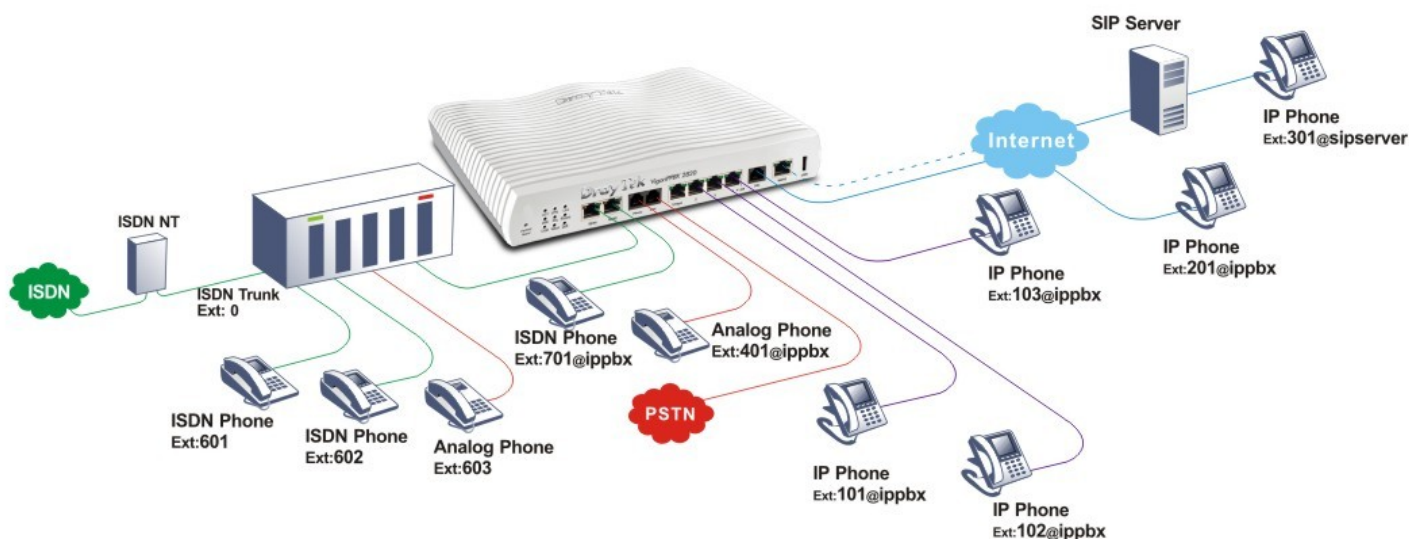 SIP Server
IP Phone
Ext:301@sipserver
Internet
DrayTek
VigorIPPBX 2820
ISDN NT
ISDN
ISDN Trunk
Ext: 0
IP Phone
Ext:201@ippbx
IP Phone
Ext:103@ippbx
ISDN Phone
Ext:701@ippbx
Analog Phone
Ext:401@ippbx
ISDN Phone
Ext:601
ISDN Phone
Ext:602
Analog Phone
Ext:603
PSTN
IP Phone
Ext:101@ippbx
IP Phone
Ext:102@ippbx